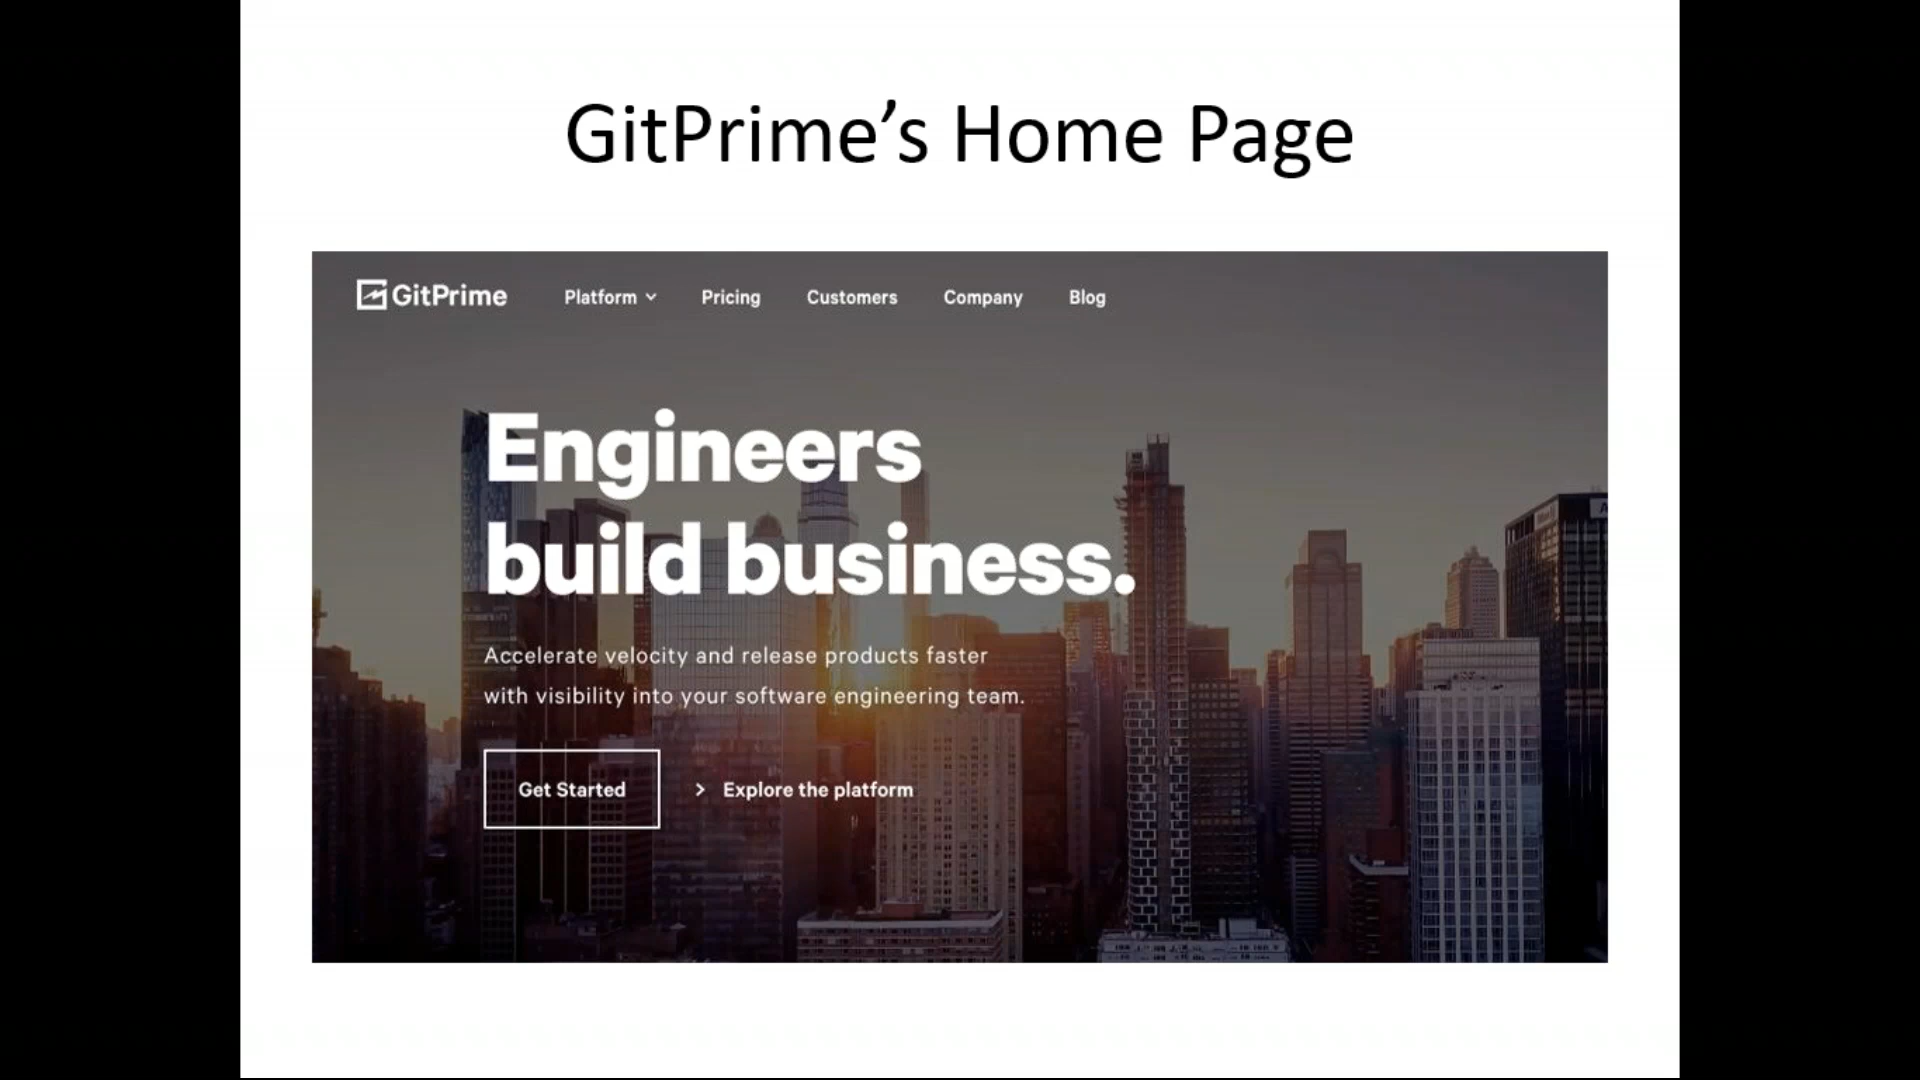 GitPrime’s Home Page
GitPrime Platform Pricing Customers Company Blog
Engineers
build business.
Accelerate velocity and release products faster
with visibility into your software engineering team.
Get Started > Explore the platform